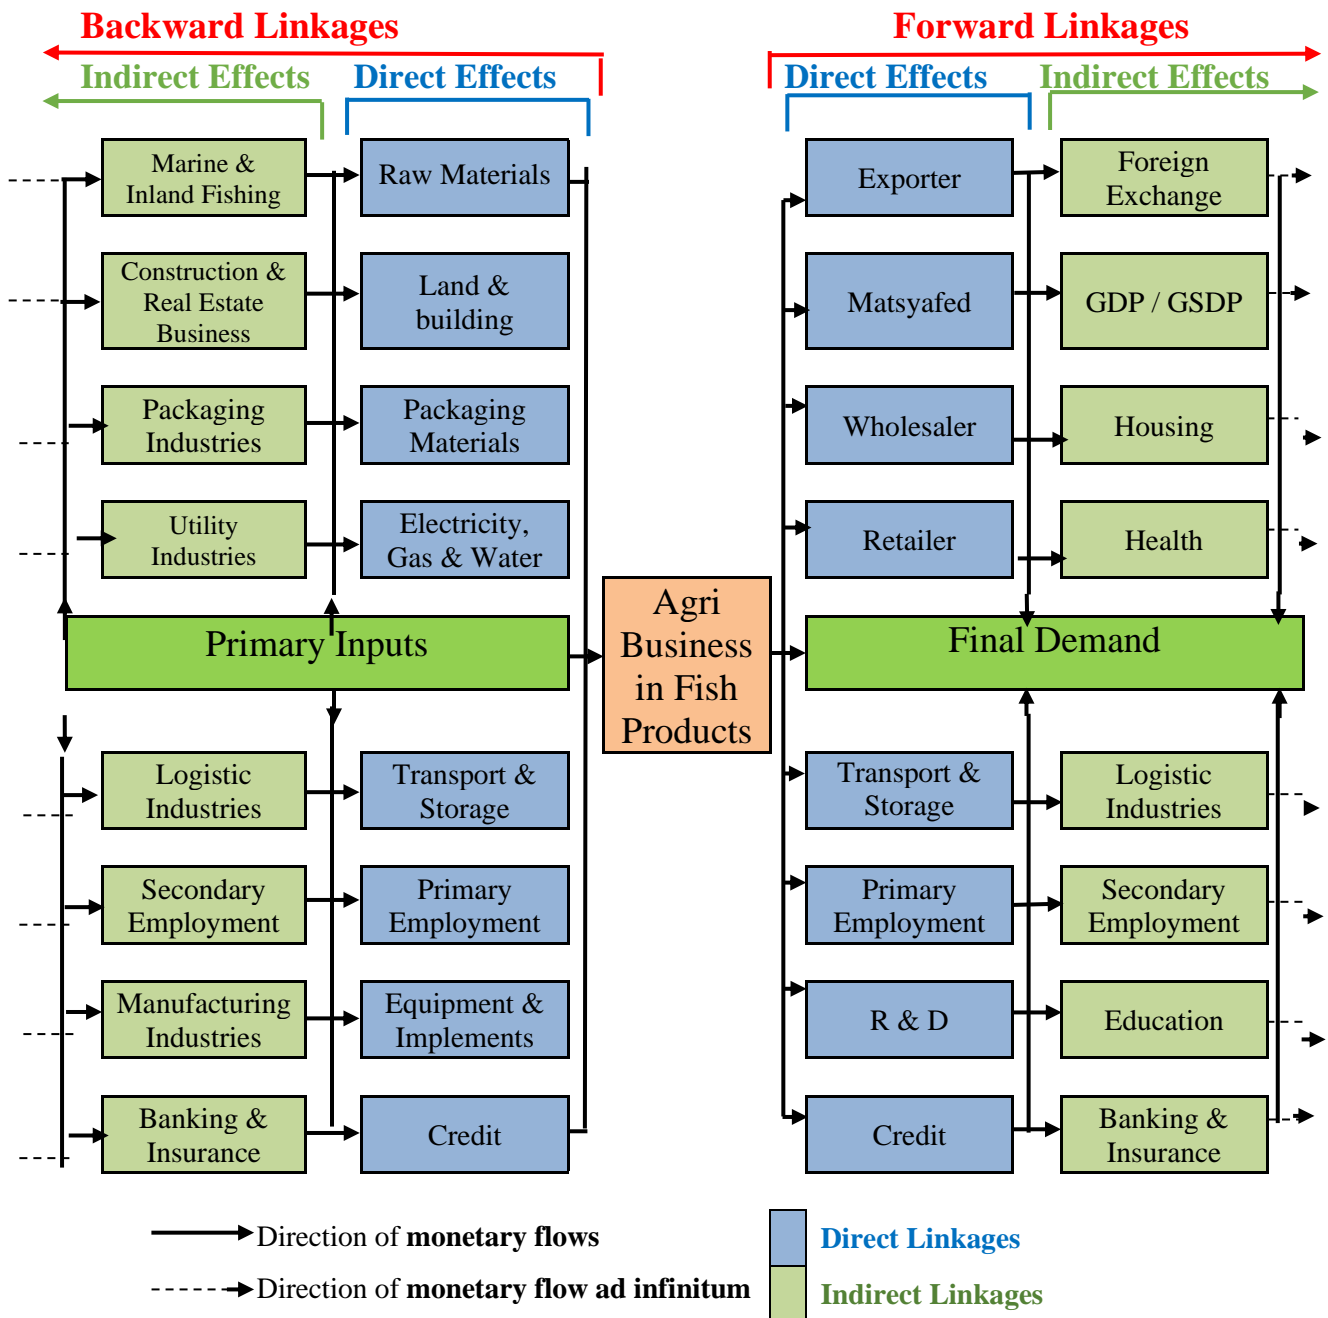 Backward Linkages
Forward Linkages
Indirect Effects
Direct Effects
Direct Effects
Indirect Effects
Marine &
Inland Fishing
Raw Materials
Exporter
Foreign
Exchange
Construction &
Real Estate
Business
Land &
building
Matsyafed
GDP / GSDP
Packaging
Industries
Packaging
Materials
Wholesaler
Housing
Utility
Industries
Electricity,
Gas & Water
Retailer
Health
Primary Inputs
Agri
Business
in Fish
Products
Final Demand
Logistic
Industries
Transport &
Storage
Transport &
Storage
Logistic
Industries
Secondary
Employment
Primary
Employment
Primary
Employment
Secondary
Employment
Manufacturing
Industries
Equipment &
Implements
R & D
Education
Banking &
Insurance
Credit
Credit
Banking &
Insurance
Direction of monetary flows
Direct Linkages
Direction of monetary flow ad infinitum
Indirect Linkages